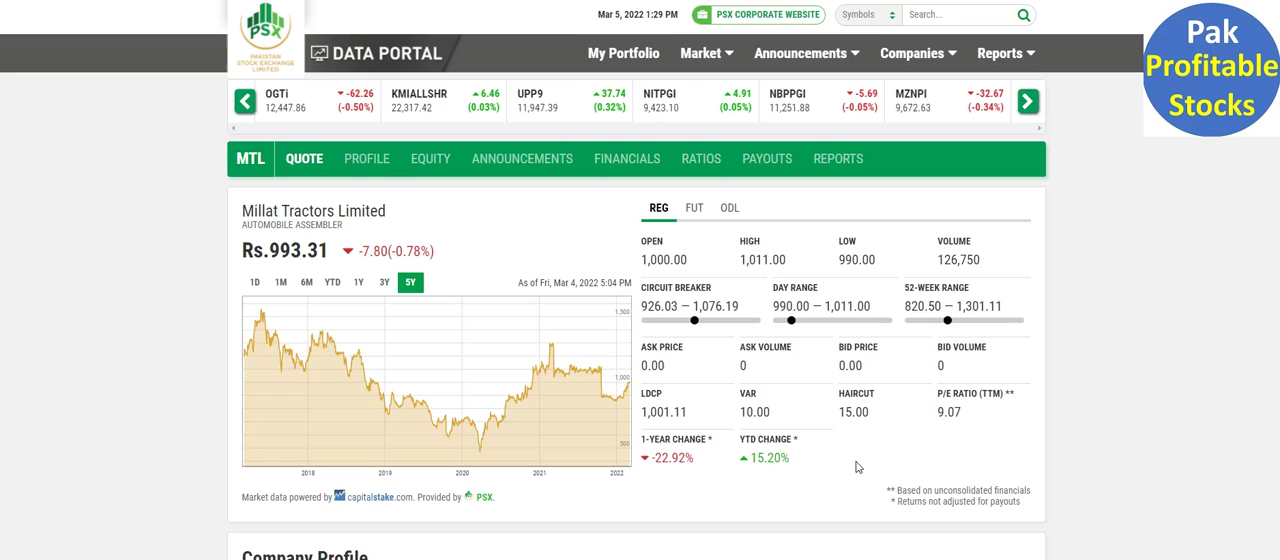 PSX
PAKISTAN
STOCK EXCHANGE
LIMITED
Mar 5, 2022 1:29 PM
PSX CORPORATE WEBSITE
Symbols
Search...
DATA PORTAL
My Portfolio Market Announcements Companies Reports
Pak
Profitable
Stocks
OGTi -62.26 KMIALLSHR 6.46 UPP9 37.74 NITPGI 4.91 NBPPGI -5.69 MZNPI -32.67
12,447.86 (-0.50%) 22,317.42 (0.03%) 11,947.39 (0.32%) 9,423.10 (0.05%) 11,251.88 (-0.05%) 9,672.63 (-0.34%)
MTL QUOTE PROFILE EQUITY ANNOUNCEMENTS FINANCIALS RATIOS PAYOUTS REPORTS
Millat Tractors Limited
AUTOMOBILE ASSEMBLER
Rs.993.31 -7.80(-0.78%)
1D 1M 6M YTD 1Y 3Y 5Y
As of Fri, Mar 4, 2022 5:04 PM
1,500
1,000
500
2018 2019 2020 2021 2022
Market data powered by capitalstake.com. Provided by PSX.
REG FUT ODL
OPEN HIGH LOW VOLUME
1,000.00 1,011.00 990.00 126,750
CIRCUIT BREAKER DAY RANGE 52-WEEK RANGE
926.03 — 1,076.19 990.00 — 1,011.00 820.50 — 1,301.11
ASK PRICE ASK VOLUME BID PRICE BID VOLUME
0.00 0 0.00 0
LDCP VAR HAIRCUT P/E RATIO (TTM) **
1,001.11 10.00 15.00 9.07
1-YEAR CHANGE * YTD CHANGE *
-22.92% 15.20%
** Based on unconsolidated financials
* Returns not adjusted for payouts
Company Profile